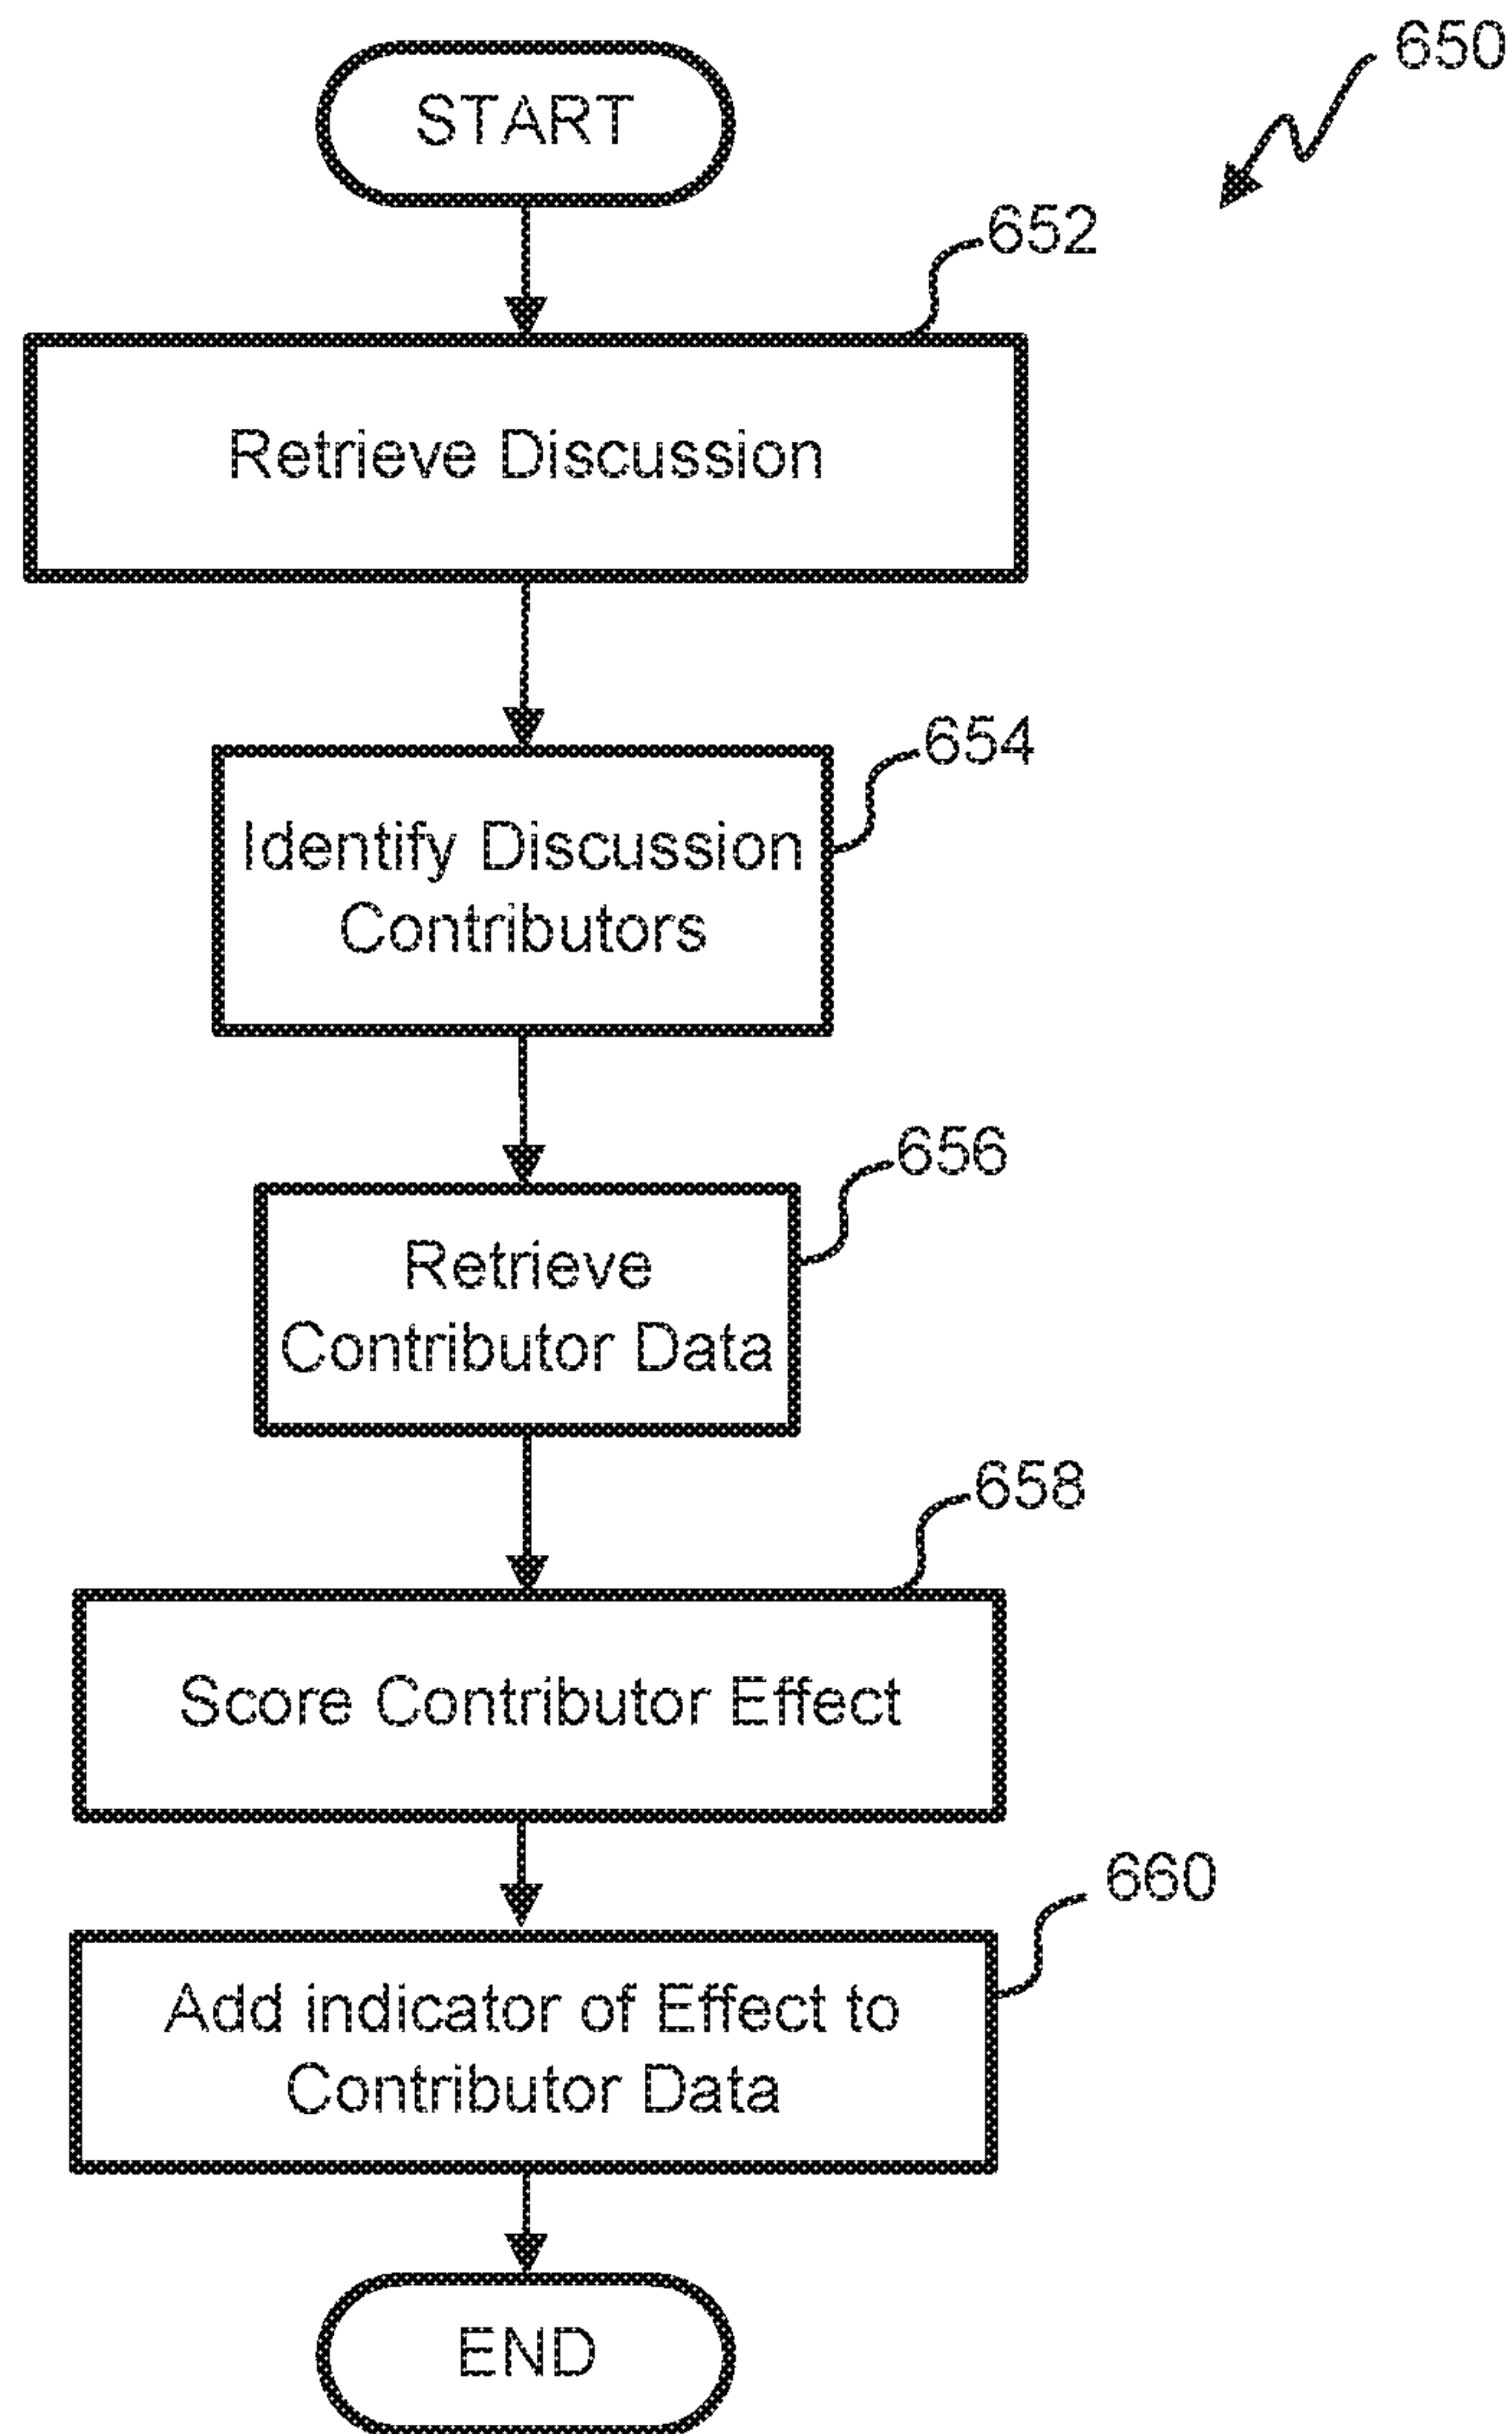 650
START
652
Retrieve Discussion
654
Identify Discussion
Contributors
656
Retrieve
Contributor Data
658
Score Contributor Effect
660
Add indicator of Effect to
Contributor Data
END